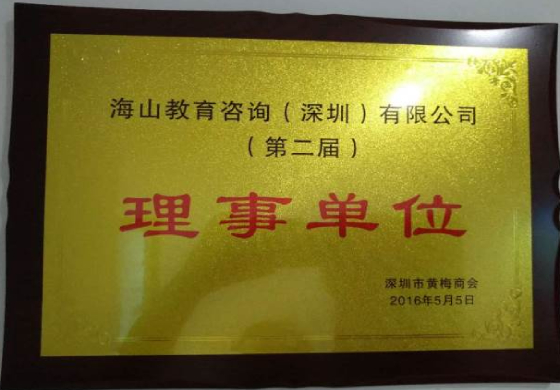 海山教育咨询（深圳）有限公司
（第二届）
理事单位
深圳市黄梅商会
2016年5月5日